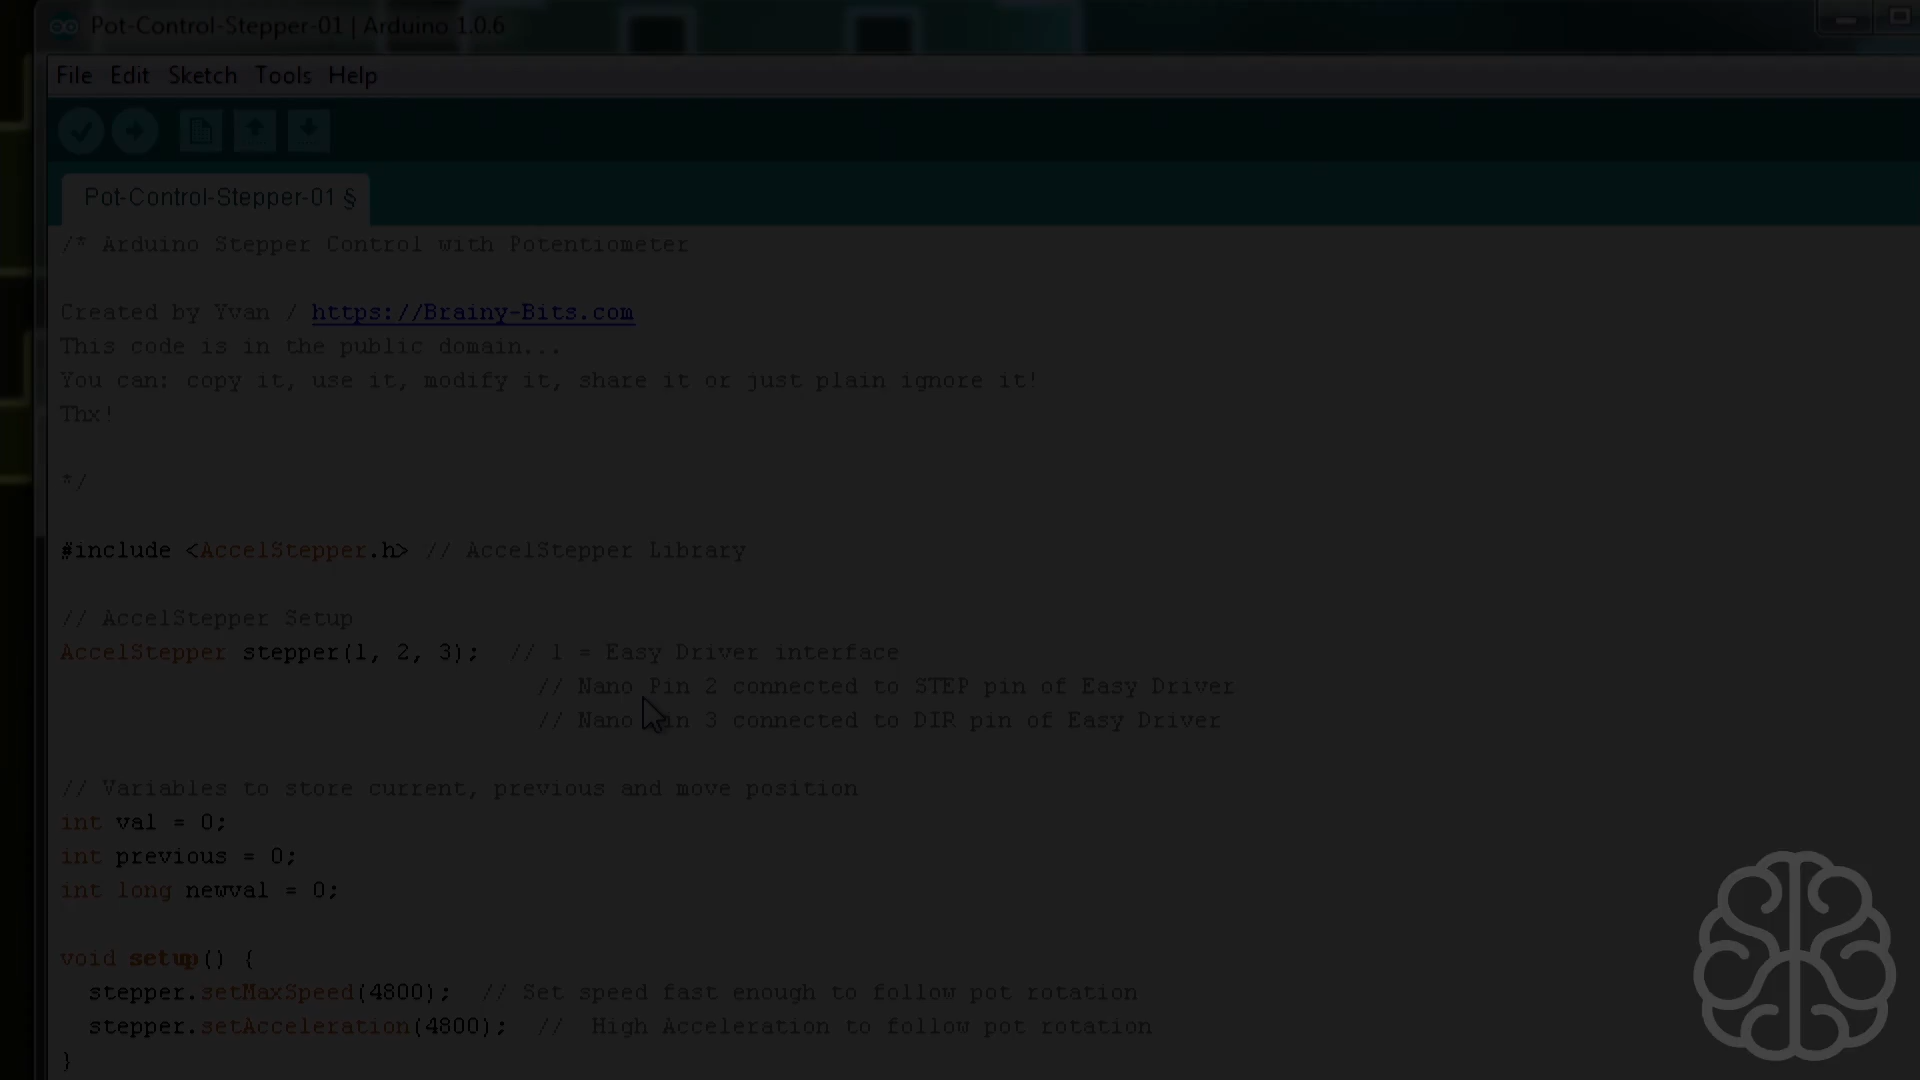 Pot-Control-Stepper-01 | Arduino 1.0.6
File Edit Sketch Tools Help
Pot-Control-Stepper-01 §
/* Arduino Stepper Control with Potentiometer
Created by Yvan / https://Brainy-Bits.com
This code is in the public domain...
You can: copy it, use it, modify it, share it or just plain ignore it!
Thx!
*/
#include <AccelStepper.h> // AccelStepper Library
// AccelStepper Setup
AccelStepper stepper(1, 2, 3); // 1 = Easy Driver interface
// Nano Pin 2 connected to STEP pin of Easy Driver
// Nano Pin 3 connected to DIR pin of Easy Driver
// Variables to store current, previous and move position
int val = 0;
int previous = 0;
int long newval = 0;
void setup() {
stepper.setMaxSpeed(4800); // Set speed fast enough to follow pot rotation
stepper.setAcceleration(4800); // High Acceleration to follow pot rotation
}